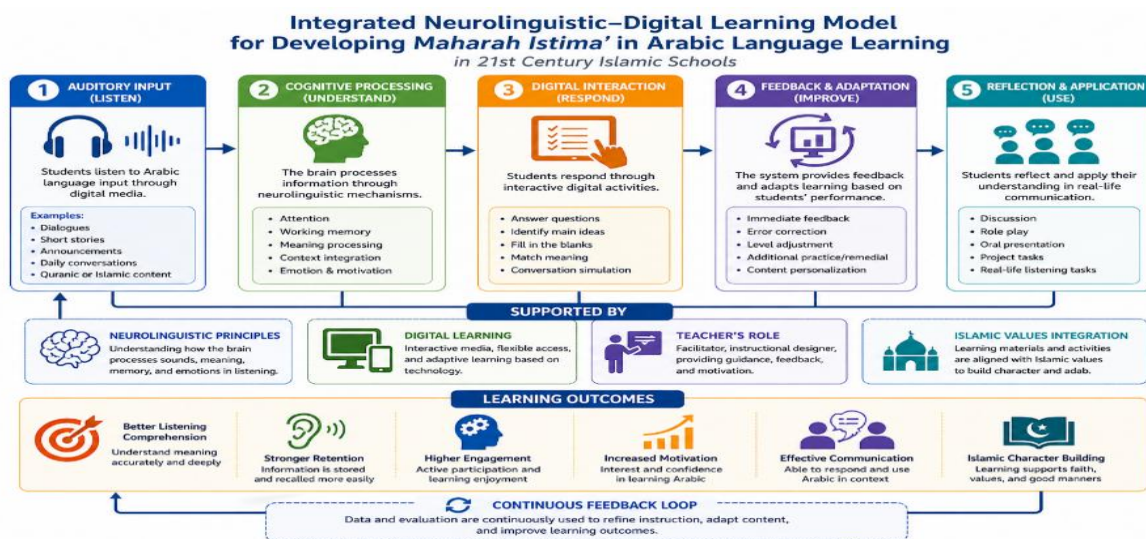 Integrated Neurolinguistic–Digital Learning Model
for Developing Maharah Istima' in Arabic Language Learning
in 21st Century Islamic Schools
1 AUDITORY INPUT
(LISTEN)
Students listen to Arabic
language input through
digital media.
Examples:
• Dialogues
• Short stories
• Announcements
• Daily conversations
• Quranic or Islamic content
2 COGNITIVE PROCESSING
(UNDERSTAND)
The brain processes
information through
neurolinguistic mechanisms.
• Attention
• Working memory
• Meaning processing
• Context integration
• Emotion & motivation
3 DIGITAL INTERACTION
(RESPOND)
Students respond through
interactive digital activities.
• Answer questions
• Identify main ideas
• Fill in the blanks
• Match meaning
• Conversation simulation
4 FEEDBACK & ADAPTATION
(IMPROVE)
The system provides feedback
and adapts learning based on
students' performance.
• Immediate feedback
• Error correction
• Level adjustment
• Additional practice/remedial
• Content personalization
5 REFLECTION & APPLICATION
(USE)
Students reflect and apply their
understanding in real-life
communication.
• Discussion
• Role play
• Oral presentation
• Project tasks
• Real-life listening tasks
SUPPORTED BY
NEUROLINGUISTIC PRINCIPLES
Understanding how the brain
processes sounds, meaning,
memory, and emotions in listening.
DIGITAL LEARNING
Interactive media, flexible access,
and adaptive learning based on
technology.
TEACHER'S ROLE
Facilitator, instructional designer,
providing guidance, feedback,
and motivation.
ISLAMIC VALUES INTEGRATION
Learning materials and activities
are aligned with Islamic values
to build character and adab.
LEARNING OUTCOMES
Better Listening
Comprehension
Understand meaning
accurately and deeply
Stronger Retention
Information is stored
and recalled more easily
Higher Engagement
Active participation and
learning enjoyment
Increased Motivation
Interest and confidence
in learning Arabic
Effective Communication
Able to respond and use
Arabic in context
Islamic Character Building
Learning supports faith,
values, and good manners
CONTINUOUS FEEDBACK LOOP
Data and evaluation are continuously used to refine instruction, adapt content,
and improve learning outcomes.